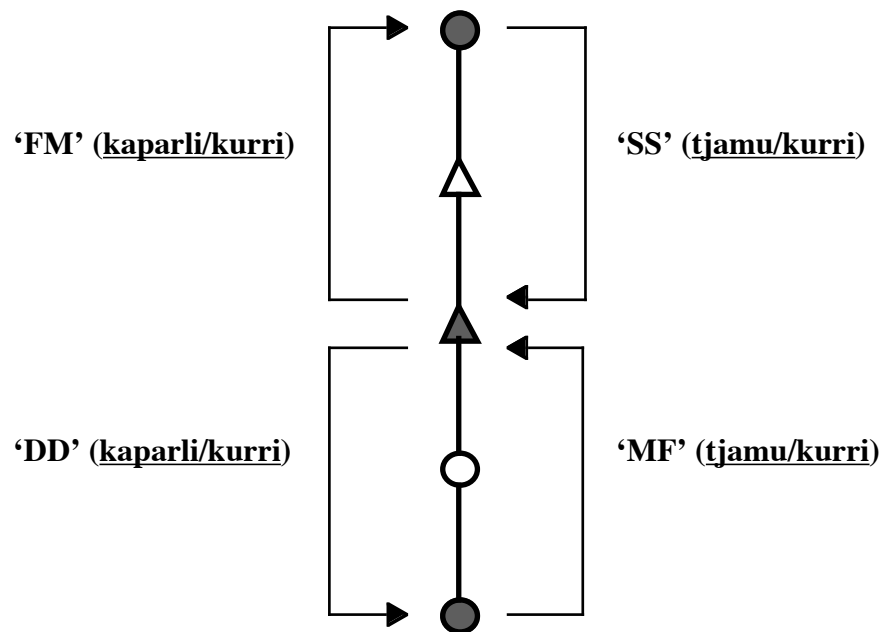 ‘FM’ (kaparli/kurri)
‘SS’ (tjamu/kurri)
‘DD’ (kaparli/kurri)
‘MF’ (tjamu/kurri)